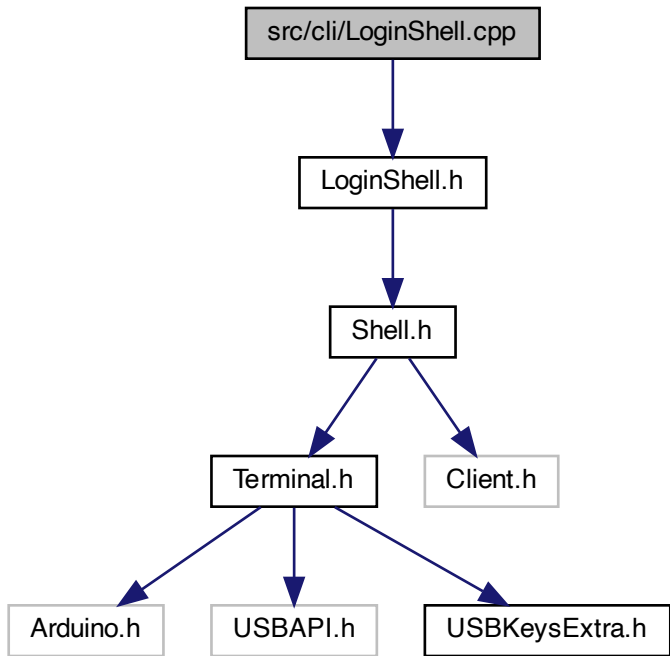 src/cli/LoginShell.cpp
LoginShell.h
Shell.h
Terminal.h
Client.h
Arduino.h
USBAPI.h
USBKeysExtra.h